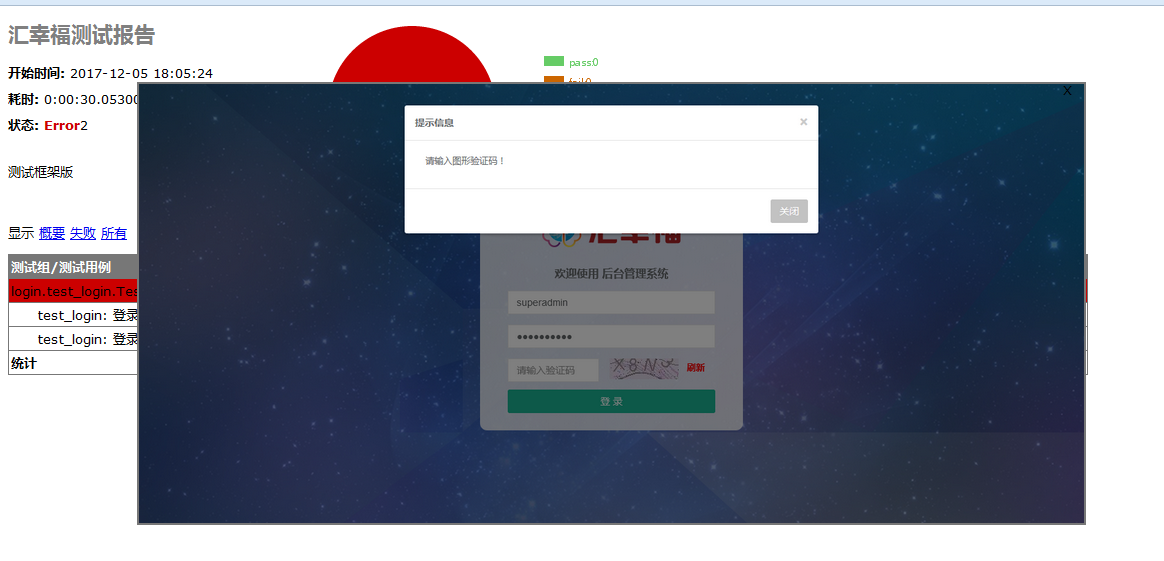 汇幸福测试报告
pass:0
fail:0
开始时间: 2017-12-05 18:05:24
耗时: 0:00:30.05300
状态: Error2
测试框架版
显示 概要 失败 所有
测试组/测试用例
login.test_login.Tes
test_login: 登录
test_login: 登录
统计
X
提示信息
×
请输入图形验证码！
关闭
汇幸福
欢迎使用 后台管理系统
superadmin
••••••••••
请输入验证码
刷新
登 录